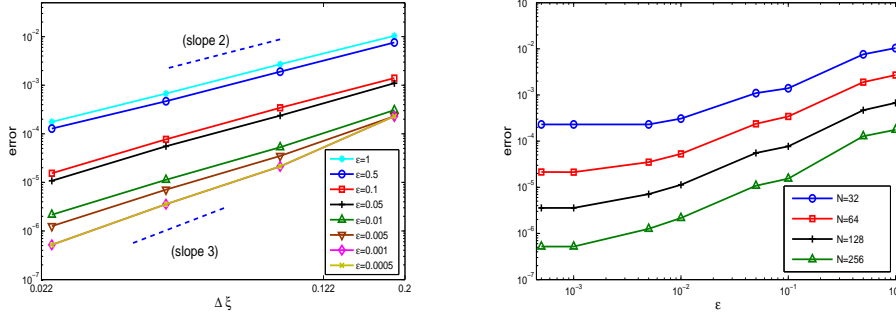 10^-2
10^-3
10^-4
10^-5
10^-6
10^-7
error
(slope 2)
(slope 3)
ε=1
ε=0.5
ε=0.1
ε=0.05
ε=0.01
ε=0.005
ε=0.001
ε=0.0005
0.022
0.122
0.2
Δ ξ
10
10^-2
10^-3
10^-4
10^-5
10^-6
10^-7
error
N=32
N=64
N=128
N=256
10^-3
10^-2
10^-1
10
ε